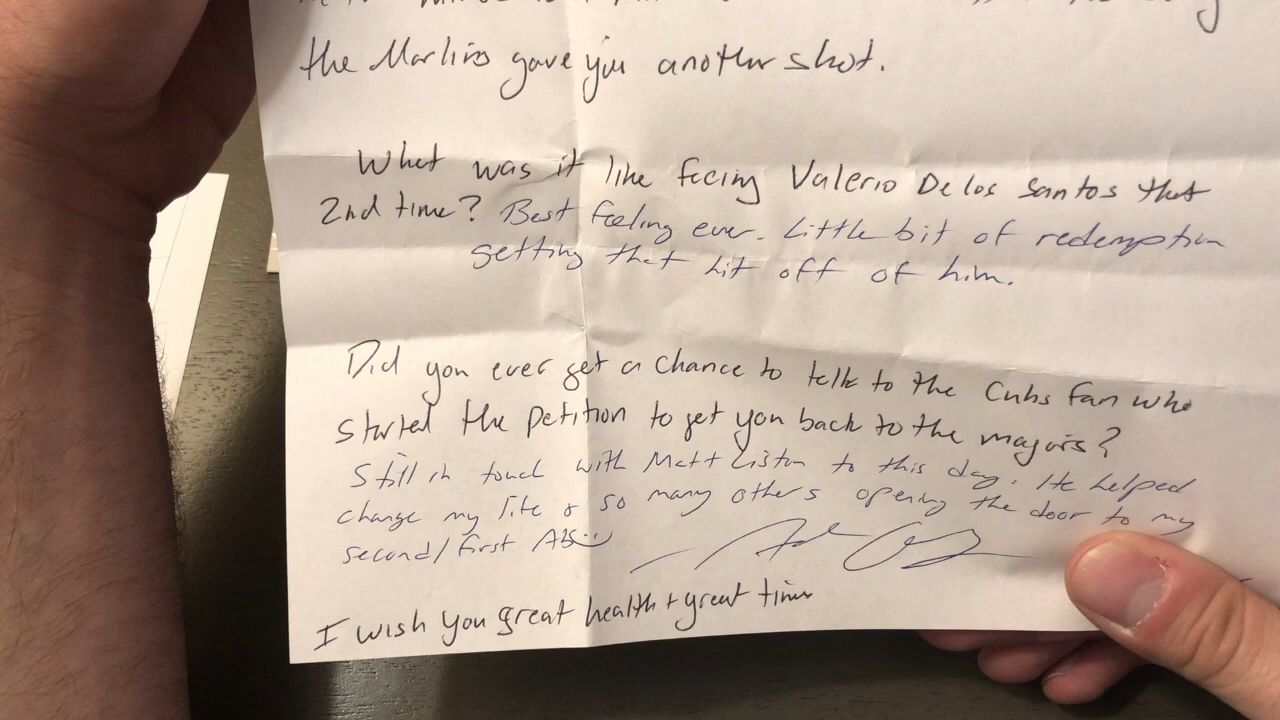 the Marlins gave you another shot.
What was it like facing Valerio De los Santos that
2nd time? Best feeling ever. Little bit of redemption
getting that hit off of him.
Did you ever get a chance to talk to the Cubs fan who
started the petition to get you back to the majors?
Still in touch with Matt Liston to this day. He helped
change my life & so many others opening the door to my
second/first AB
I wish you great health + great time